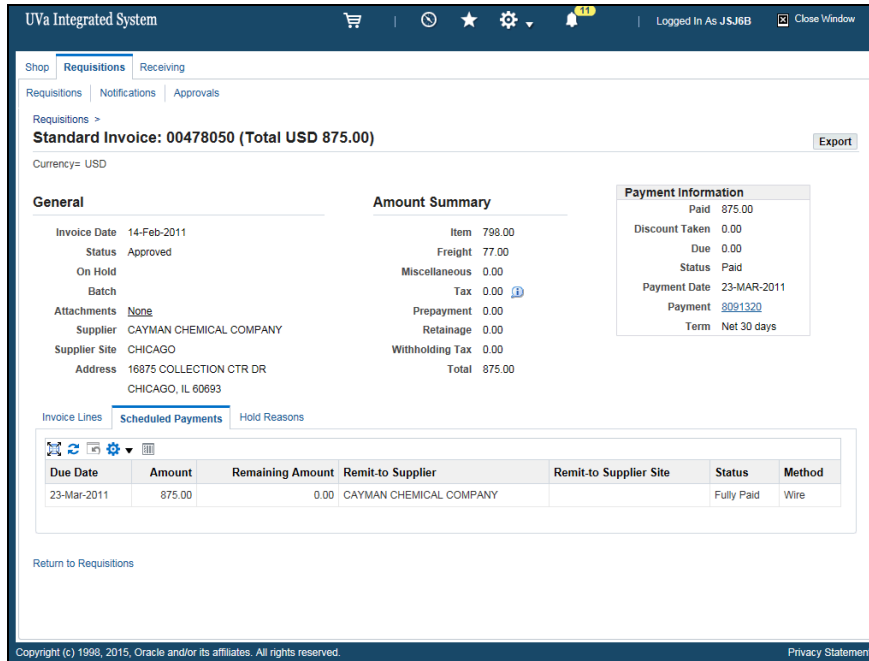 UVa Integrated System
11
Logged In As JSJ6B
Close Window
Shop Requisitions Receiving
Requisitions Notifications Approvals
Requisitions >
Standard Invoice: 00478050 (Total USD 875.00)
Export
Currency= USD
General
Invoice Date 14-Feb-2011
Status Approved
On Hold
Batch
Attachments None
Supplier CAYMAN CHEMICAL COMPANY
Supplier Site CHICAGO
Address 16875 COLLECTION CTR DR
CHICAGO, IL 60693
Amount Summary
Item 798.00
Freight 77.00
Miscellaneous 0.00
Tax 0.00
Prepayment 0.00
Retainage 0.00
Withholding Tax 0.00
Total 875.00
Payment Information
Paid 875.00
Discount Taken 0.00
Due 0.00
Status Paid
Payment Date 23-MAR-2011
Payment 8091320
Term Net 30 days
Invoice Lines Scheduled Payments Hold Reasons
Due Date Amount Remaining Amount Remit-to Supplier Remit-to Supplier Site Status Method
23-Mar-2011 875.00 0.00 CAYMAN CHEMICAL COMPANY Fully Paid Wire
Return to Requisitions
Copyright (c) 1998, 2015, Oracle and/or its affiliates. All rights reserved.
Privacy Statement